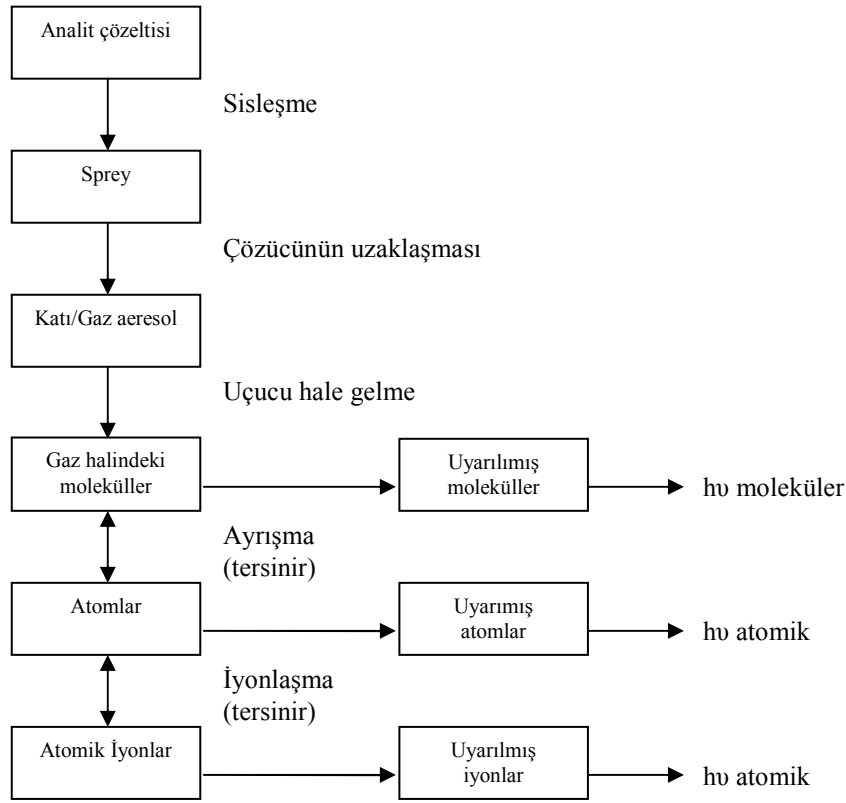 Analit çözeltisi
Sisleşme
Sprey
Çözücünün uzaklaşması
Katı/Gaz aeresol
Uçucu hale gelme
Gaz halindeki
moleküller
Uyarılımış
moleküller
hυ moleküler
Ayrışma
(tersinir)
Atomlar
Uyarımış
atomlar
hυ atomik
İyonlaşma
(tersinir)
Atomik İyonlar
Uyarılmış
iyonlar
hυ atomik